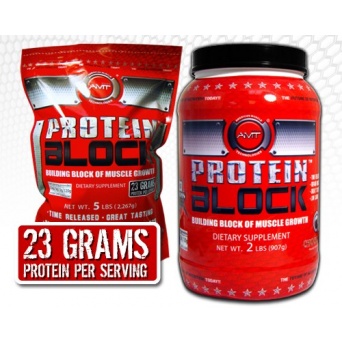 AMT
PROTEIN
BLOCK
BUILDING BLOCK OF MUSCLE GROWTH
DIETARY SUPPLEMENT
23 GRAMS
NET WT. 5 LBS (2,267g)
TIME RELEASED • GREAT TASTING
23 GRAMS
PROTEIN PER SERVING
AMT
PROTEIN™
BLOCK
BUILDING BLOCK OF MUSCLE GROWTH
DIETARY SUPPLEMENT
NET WT. 2 LBS (907g)